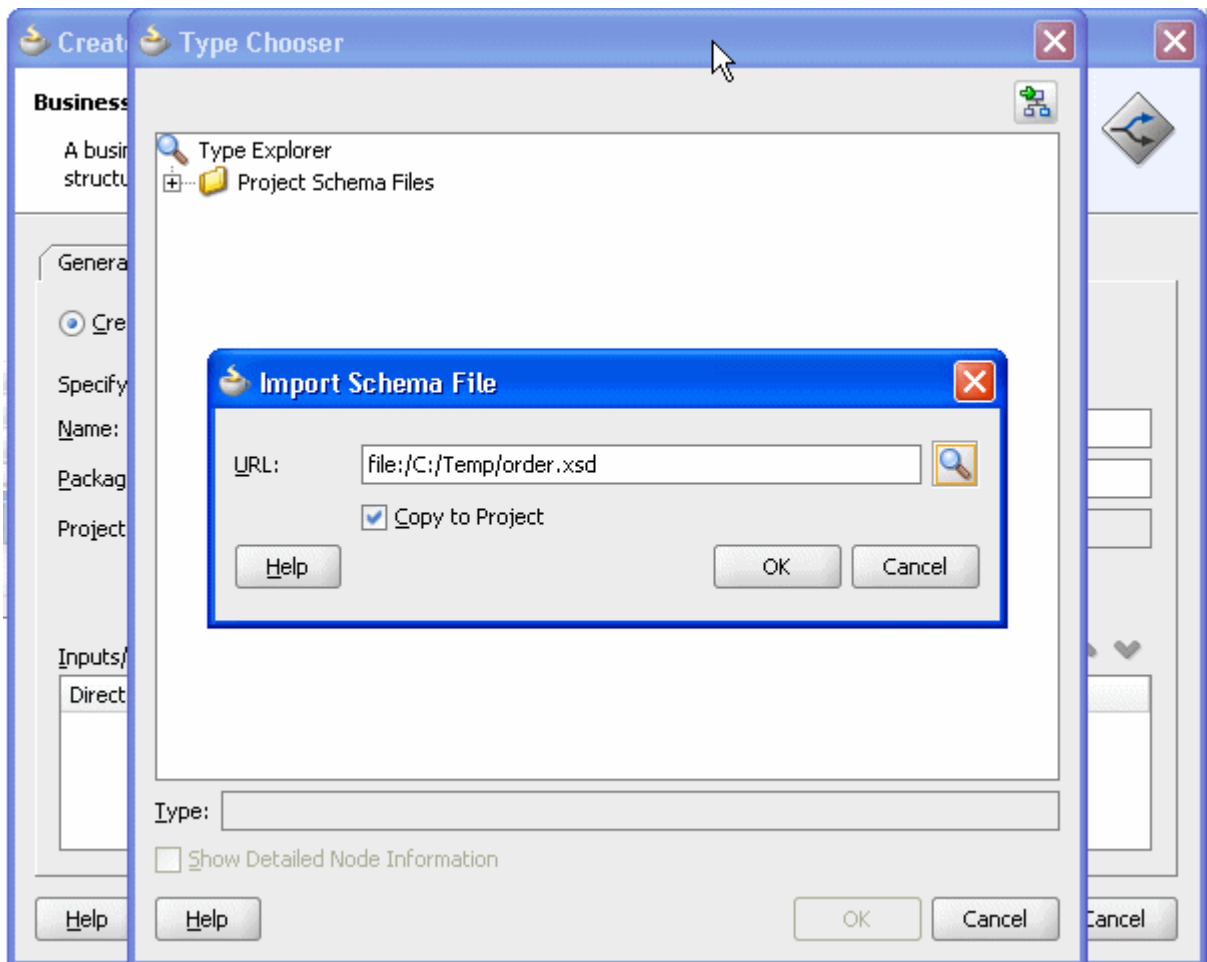 Creat
Type Chooser
Business
A busin
structu
Type Explorer
Project Schema Files
Genera
Cre
Specify
Name:
Packag
Project
Import Schema File
URL:
file:/C:/Temp/order.xsd
Copy to Project
Help
OK
Cancel
Inputs/
Direct
Type:
Show Detailed Node Information
Help
Help
OK
Cancel
Cancel